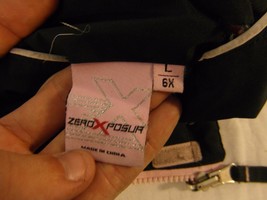 L
6X
ZEROXPOSUR
MADE IN CHINA